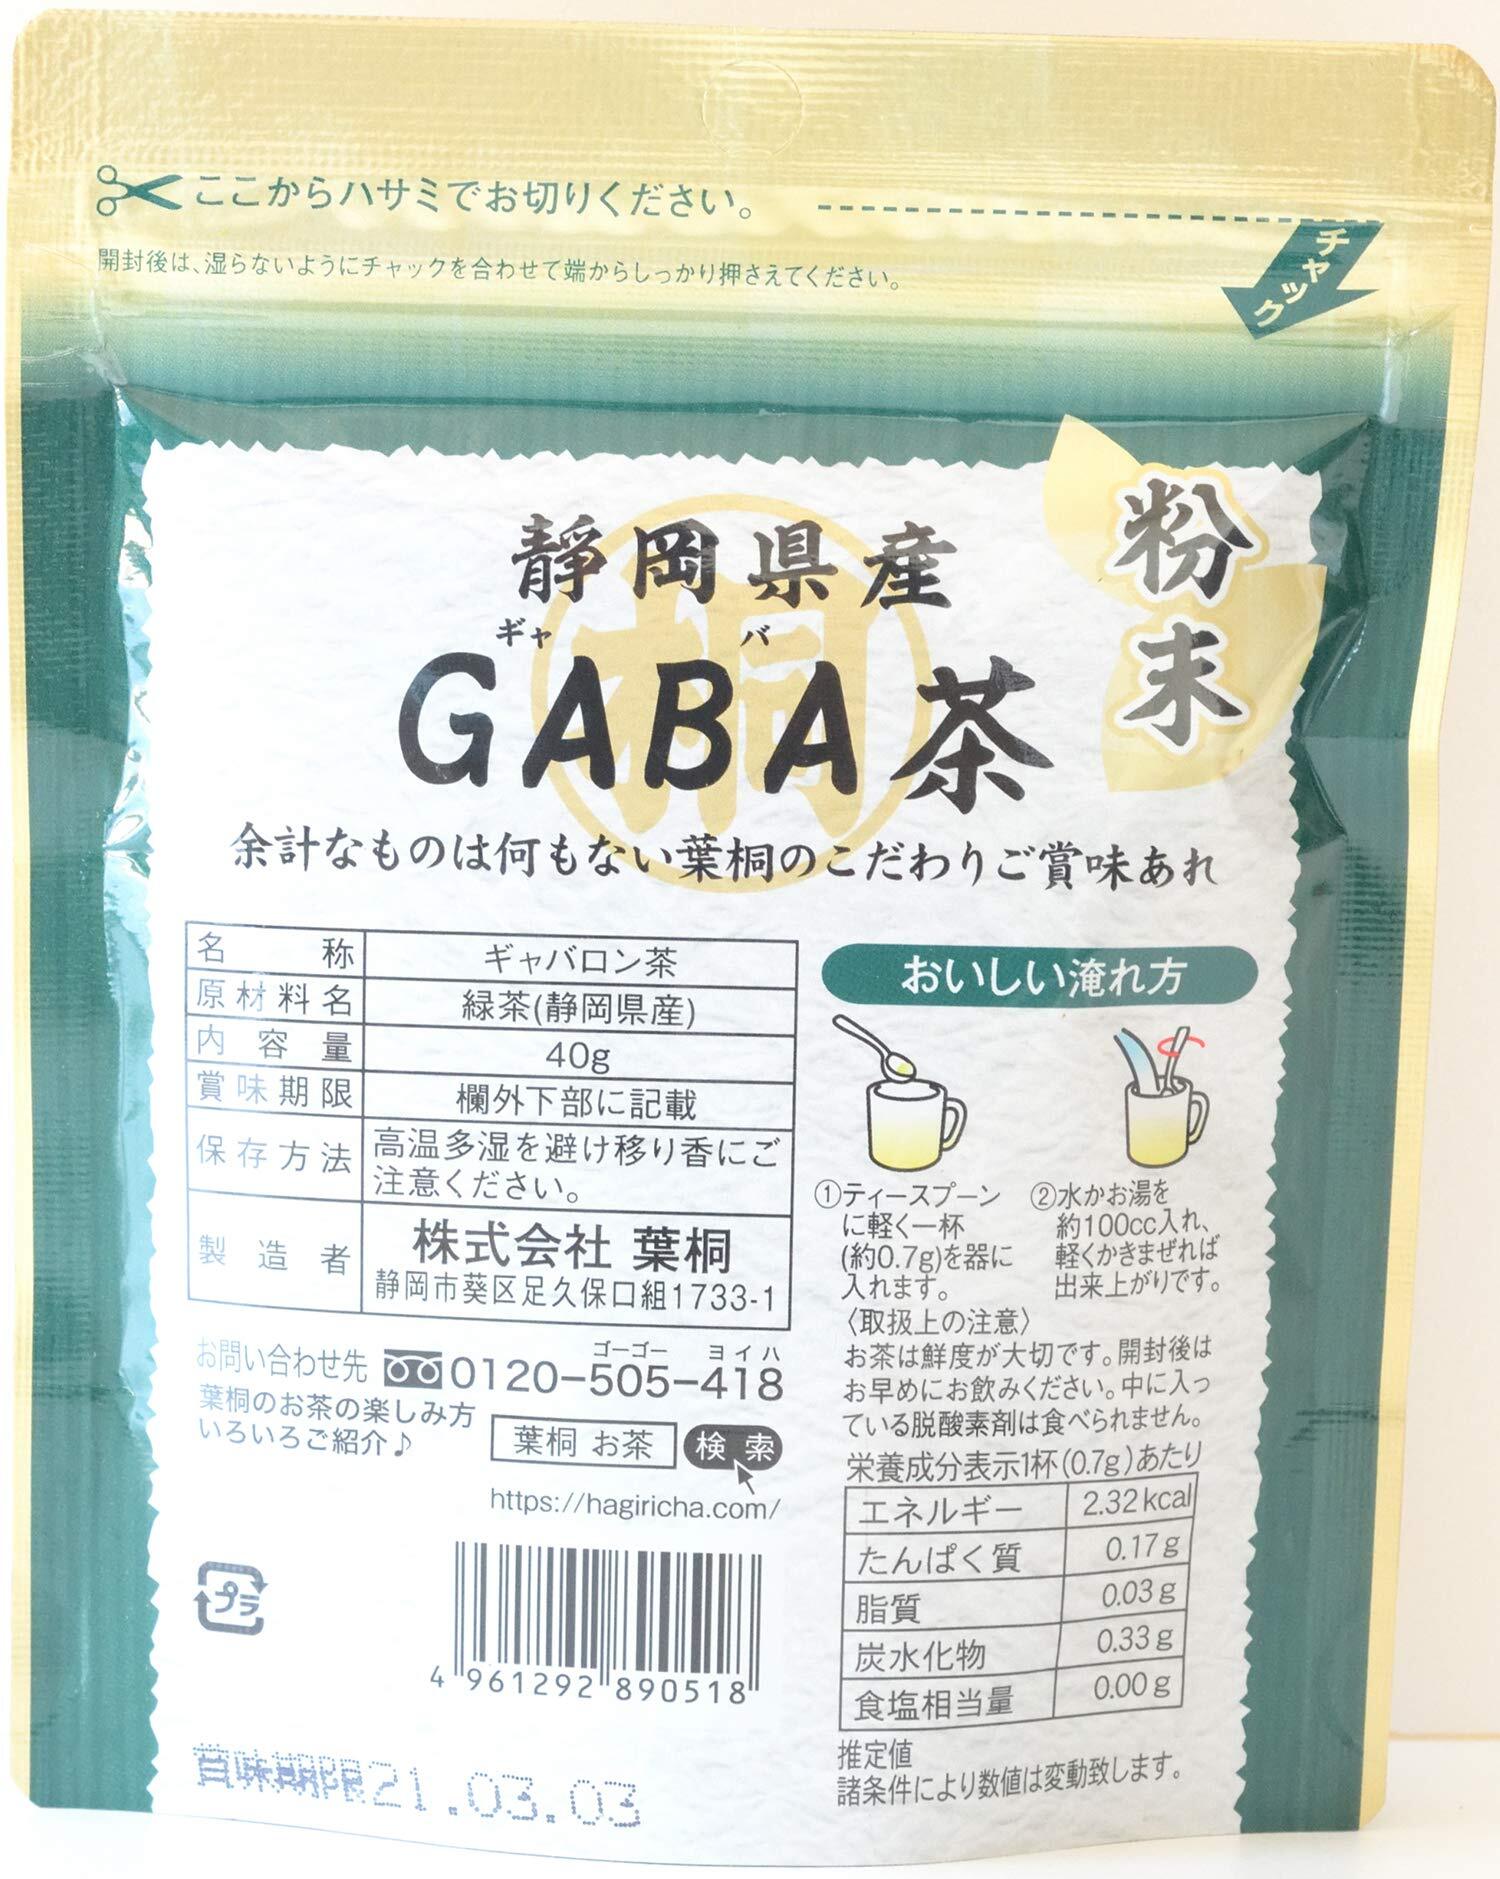 ここからハサミでお切りください。
チャック
開封後は、湿らないようにチャックを合わせて端からしっかり押さえてください。
粉末
静岡県産
ギャ バ
GABA茶
桐
余計なものは何もない葉桐のこだわりご賞味あれ
名称 ギャバロン茶
原材料名 緑茶(静岡県産)
内容量 40g
賞味期限 欄外下部に記載
保存方法 高温多湿を避け移り香にご
注意ください。
製造者 株式会社 葉桐
静岡市葵区足久保口組1733-1
お問い合わせ先 0120-505-418
ゴーゴー ヨイハ
葉桐のお茶の楽しみ方
いろいろご紹介♪
葉桐 お茶 検索
https://hagiricha.com/
プラ
4 961292 890518
賞味期限21.03.03
おいしい淹れ方
①ティースプーン
に軽く一杯
(約0.7g)を器に
入れます。
②水かお湯を
約100cc入れ、
軽くかきまぜれば
出来上がりです。
〈取扱上の注意〉
お茶は鮮度が大切です。開封後は
お早めにお飲みください。中に入っ
ている脱酸素剤は食べられません。
栄養成分表示1杯(0.7g)あたり
エネルギー 2.32kcal
たんぱく質 0.17g
脂質 0.03g
炭水化物 0.33g
食塩相当量 0.00g
推定値
諸条件により数値は変動致します。